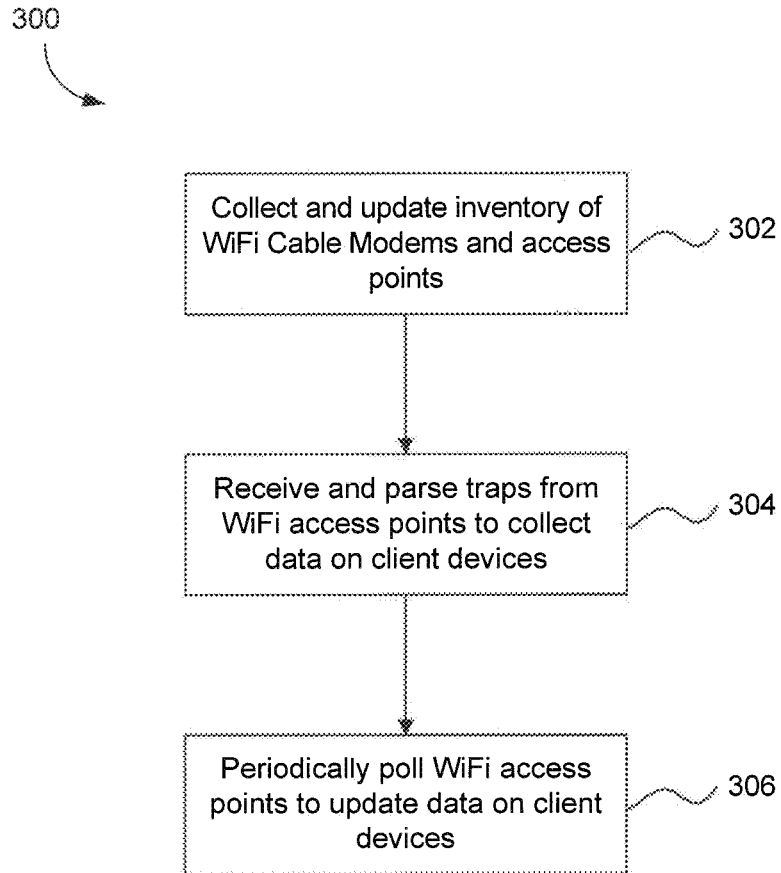 300
Collect and update inventory of
WiFi Cable Modems and access
points
302
Receive and parse traps from
WiFi access points to collect
data on client devices
304
Periodically poll WiFi access
points to update data on client
devices
306